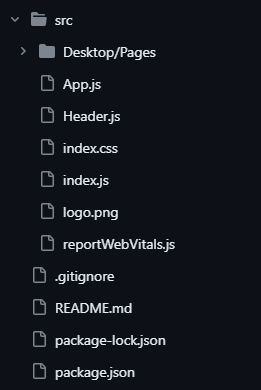 src
Desktop/Pages
App.js
Header.js
index.css
index.js
logo.png
reportWebVitals.js
.gitignore
README.md
package-lock.json
package.json